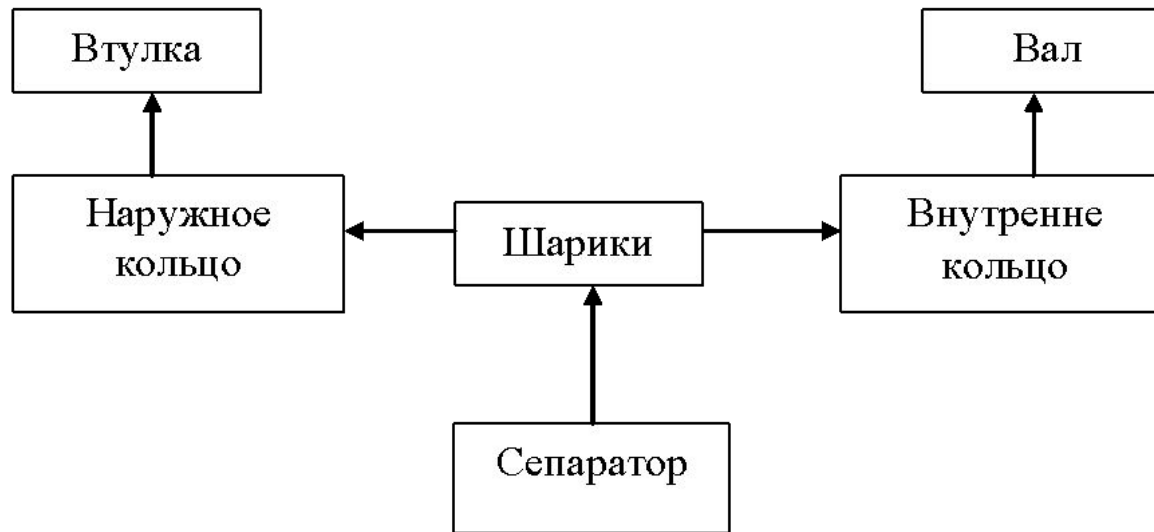 Втулка
Вал
Наружное
кольцо
Шарики
Внутренне
кольцо
Сепаратор